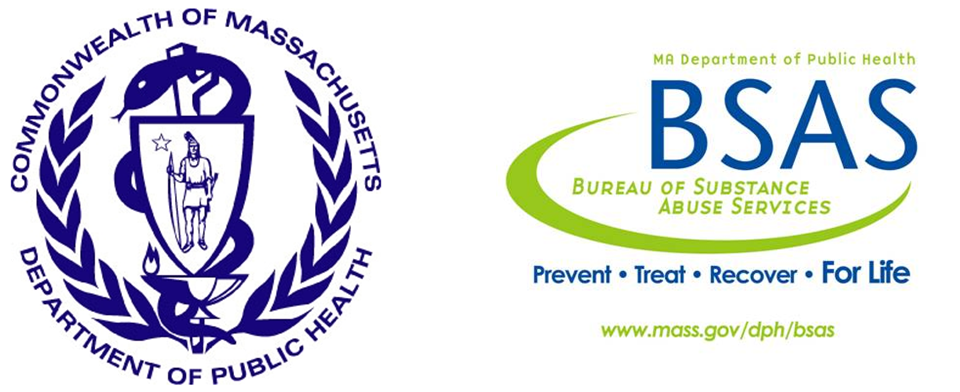 COMMONWEALTH OF MASSACHUSETTS
DEPARTMENT OF PUBLIC HEALTH
MA Department of Public Health
BSAS
BUREAU OF SUBSTANCE
ABUSE SERVICES
Prevent • Treat • Recover • For Life
www.mass.gov/dph/bsas